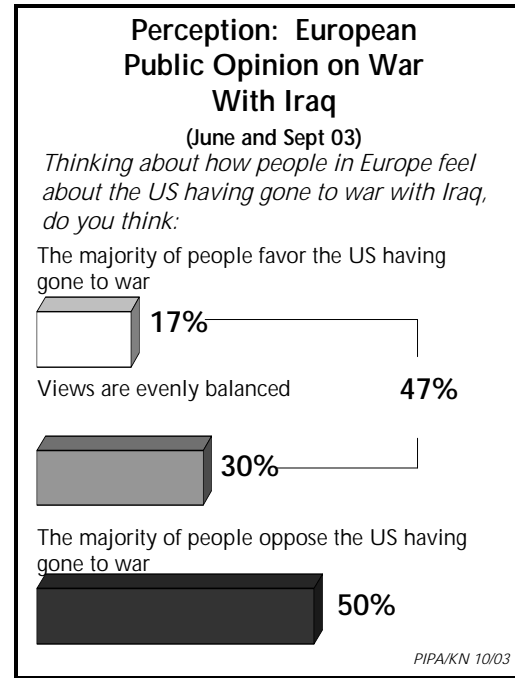 Perception: European
Public Opinion on War
With Iraq
(June and Sept 03)
Thinking about how people in Europe feel
about the US having gone to war with Iraq,
do you think:
The majority of people favor the US having
gone to war
17%
Views are evenly balanced
47%
30%
The majority of people oppose the US having
gone to war
50%
PIPA/KN 10/03